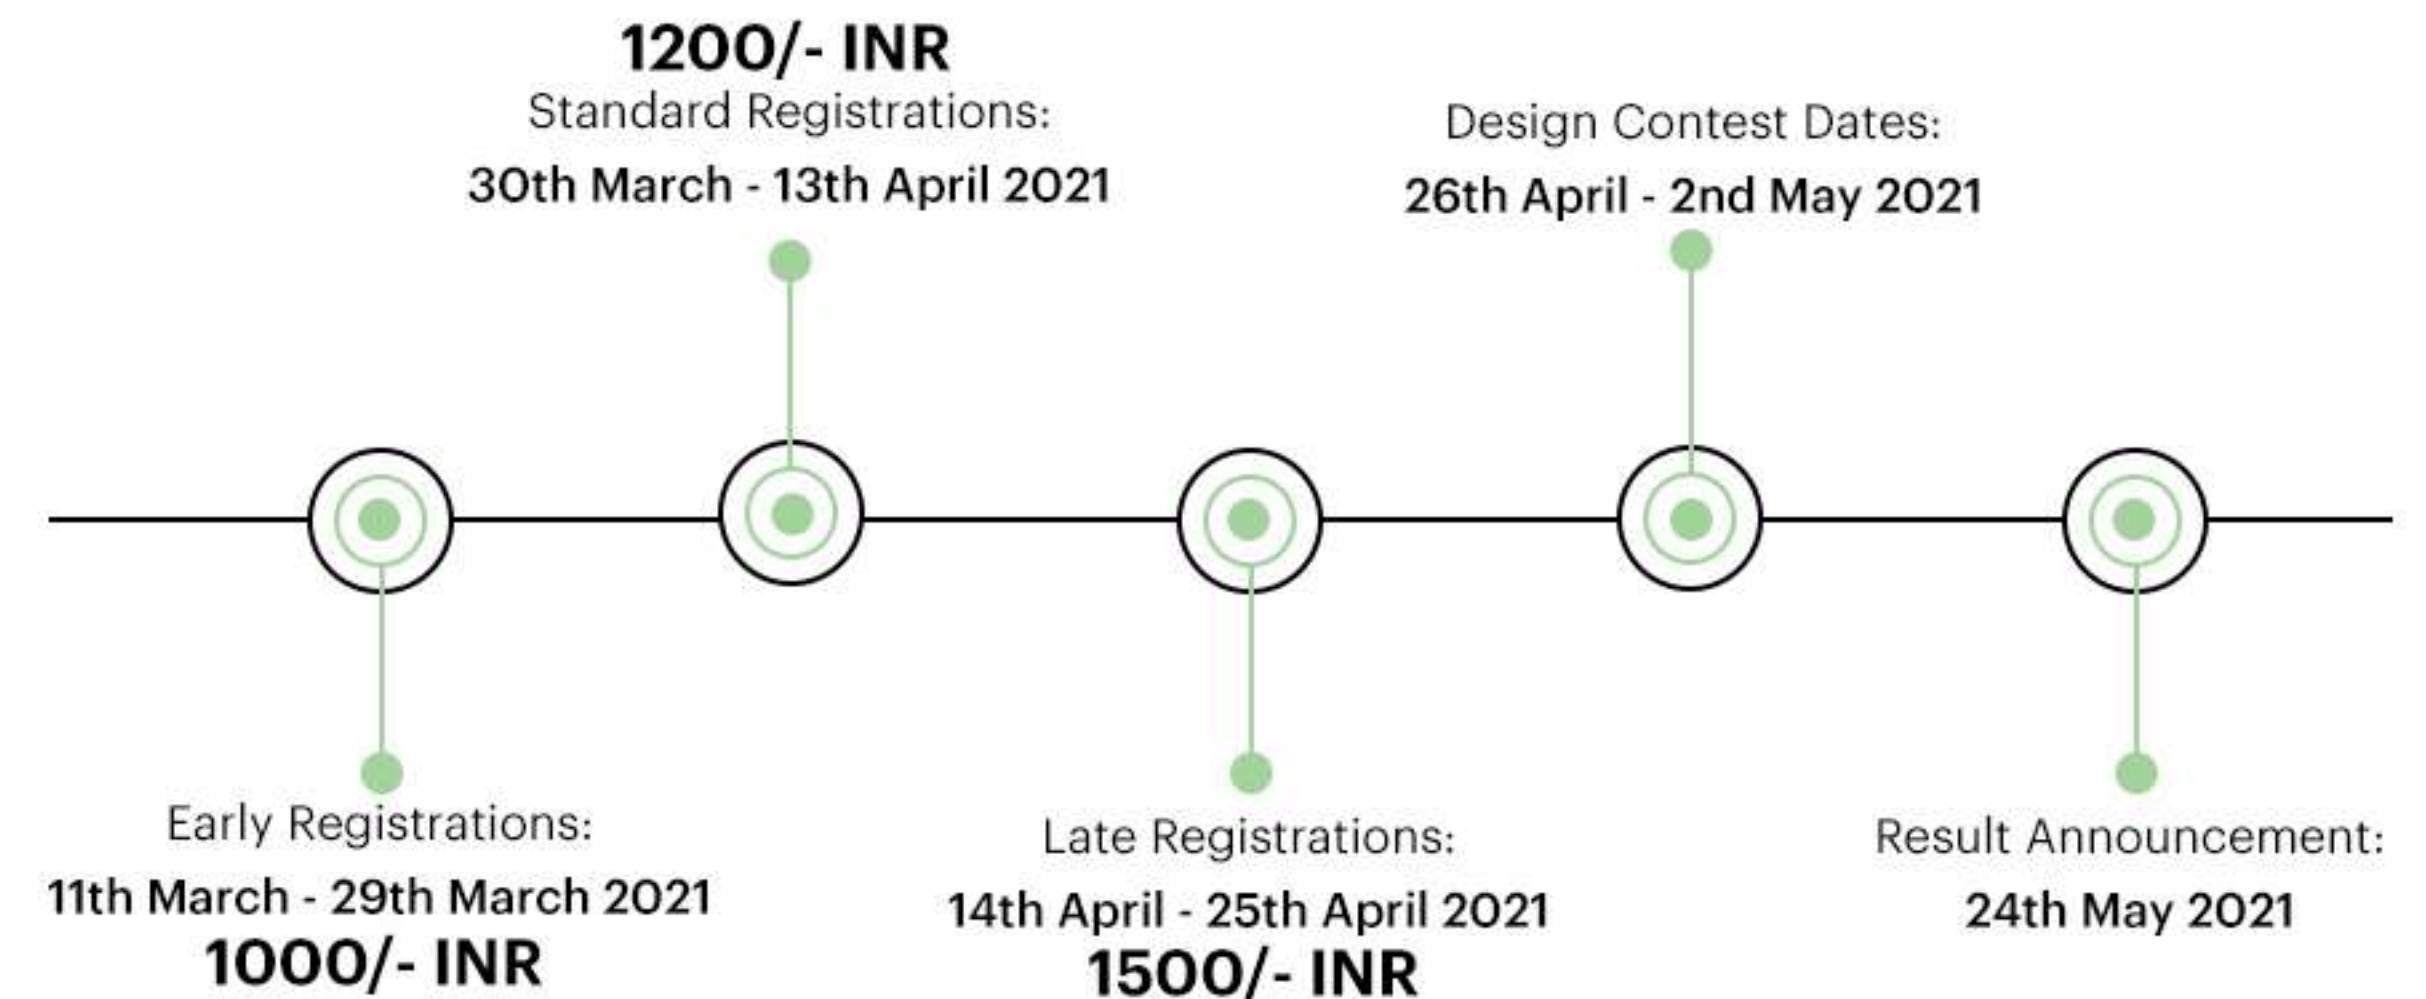 1200/- INR
Standard Registrations:
30th March - 13th April 2021
Design Contest Dates:
26th April - 2nd May 2021
Early Registrations:
11th March - 29th March 2021
1000/- INR
Late Registrations:
14th April - 25th April 2021
1500/- INR
Result Announcement:
24th May 2021